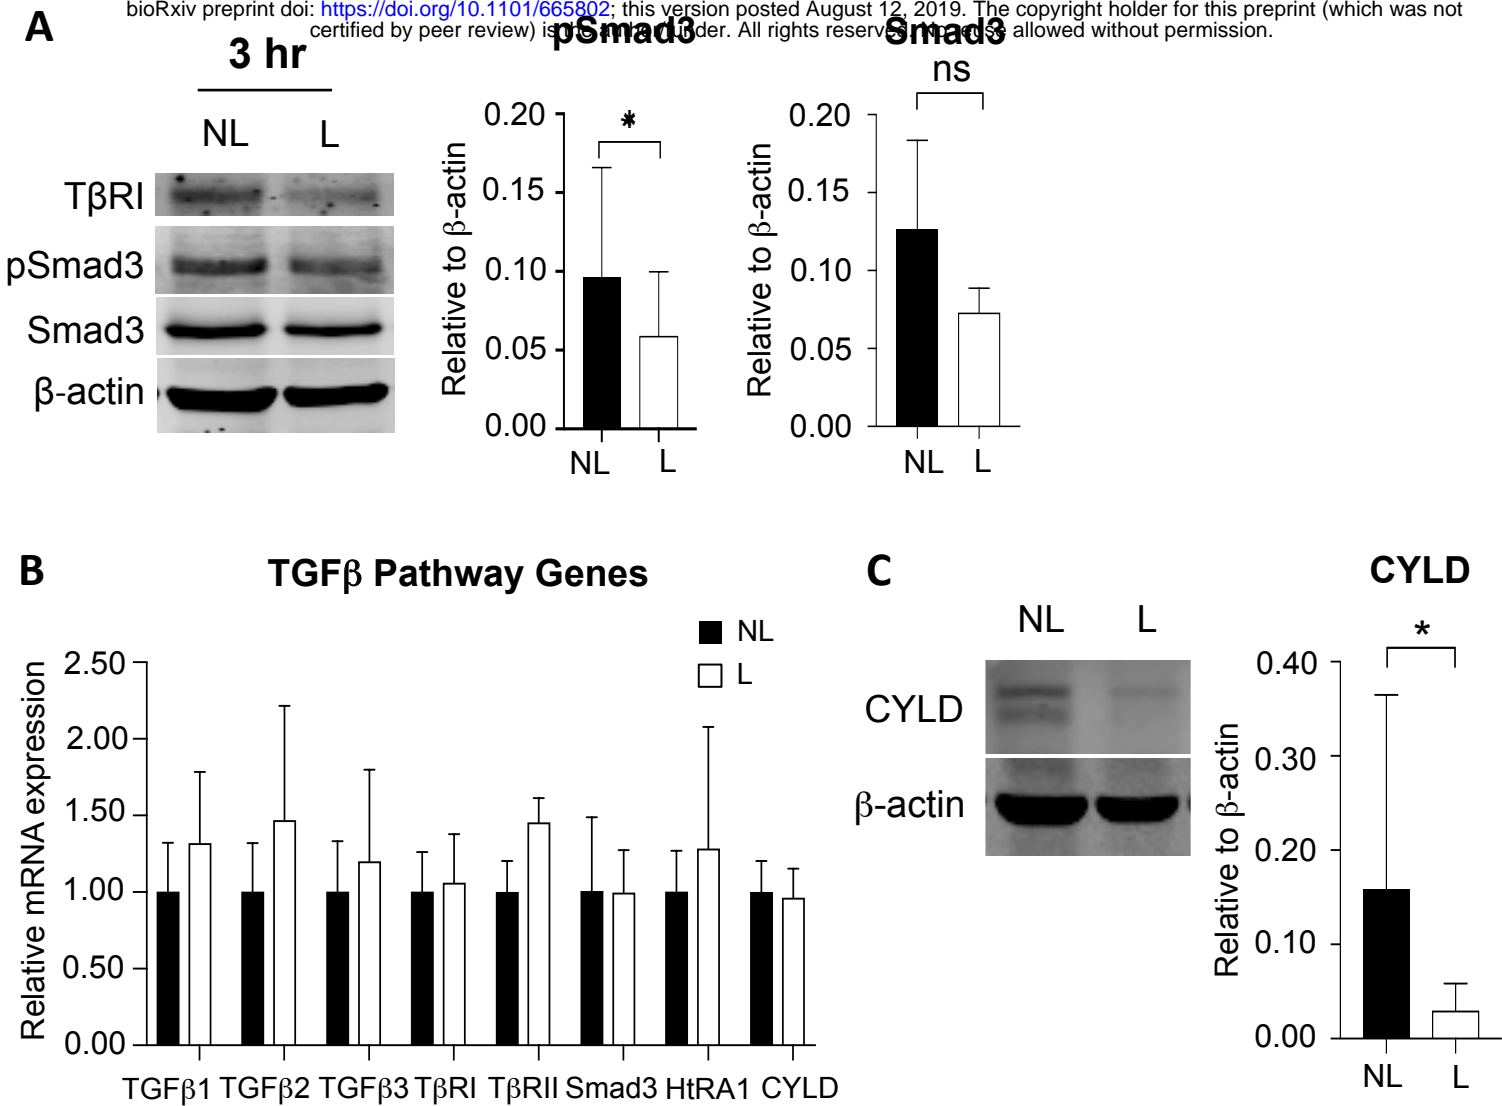 bioRxiv preprint doi: https://doi.org/10.1101/665802; this version posted August 12, 2019. The copyright holder for this preprint (which was not
certified by peer review) is the author/funder. All rights reserved. No reuse allowed without permission.
A
3 hr
NL L
TβRI
pSmad3
Smad3
β-actin
pSmad3
*
Relative to β-actin
0.20
0.15
0.10
0.05
0.00
NL L
Smad3
ns
Relative to β-actin
0.20
0.15
0.10
0.05
0.00
NL L
B
TGFβ Pathway Genes
NL
L
Relative mRNA expression
2.50
2.00
1.50
1.00
0.50
0.00
TGFβ1 TGFβ2 TGFβ3 TβRI TβRII Smad3 HtRA1 CYLD
C
NL L
CYLD
β-actin
CYLD
*
Relative to β-actin
0.40
0.30
0.20
0.10
0.00
NL L